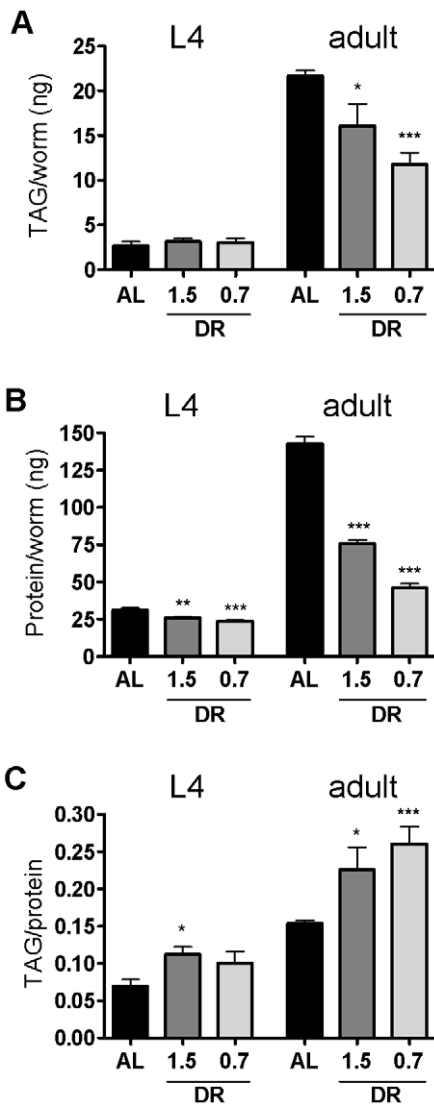 A
L4 adult
TAG/worm (ng)
25
20
15
10
5
0
* ***
AL 1.5 0.7 AL 1.5 0.7
DR DR
B
L4 adult
Protein/worm (ng)
150
125
100
75
50
25
0
** *** *** ***
AL 1.5 0.7 AL 1.5 0.7
DR DR
C
L4 adult
TAG/protein
0.30
0.25
0.20
0.15
0.10
0.05
0.00
* * ***
AL 1.5 0.7 AL 1.5 0.7
DR DR